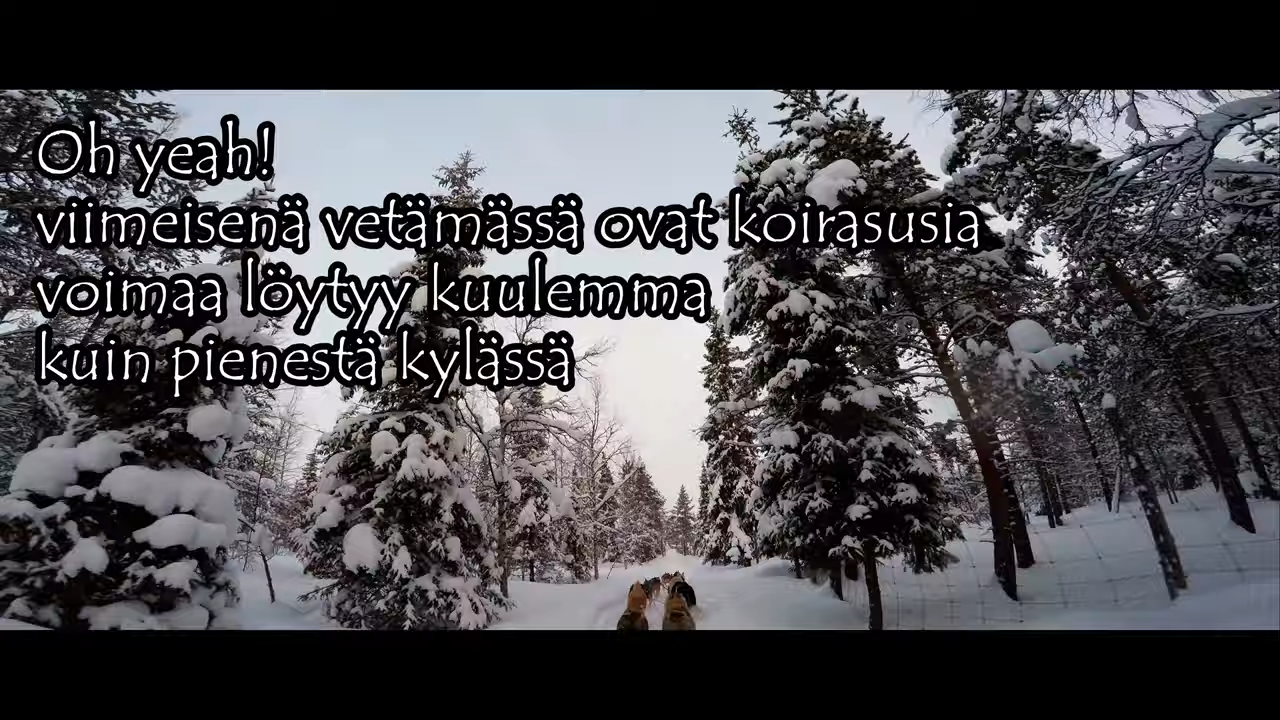 Oh yeah!
viimeisenä vetämässä ovat koirasusia
voimaa löytyy kuulemma
kuin pienestä kylässä